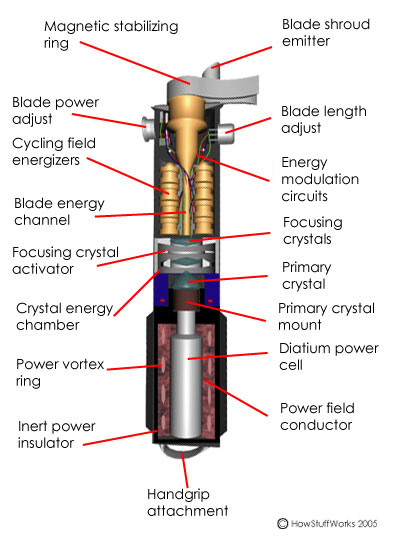 Magnetic stabilizing
ring
Blade shroud
emitter
Blade power
adjust
Blade length
adjust
Cycling field
energizers
Energy
modulation
circuits
Blade energy
channel
Focusing
crystals
Focusing crystal
activator
Primary
crystal
Crystal energy
chamber
Primary crystal
mount
Diatium power
cell
Power vortex
ring
Power field
conductor
Inert power
insulator
Handgrip
attachment
© HowStuffWorks 2005